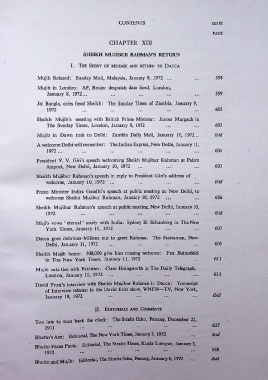 CONTENTS
PAGE
CHAPTER XIII
SHEIKH MUJIBUR RAHMAN'S RETURN
I. THE STORY OF RELEASE AND RETURN TO DACCA
Mujib Released: Sunday Mail, Malaysia, January 9, 1972 ... ... 598
Mujib in London: AP, Reuter despatch date lined, London,
January 8, 1972 ... ... ... 599
Jai Bangla, cries freed Sheikh: The Sunday Times of Zambia, January 9,
1972 ... 602
Sheikh Mujib's meeting with British Prime Minister: James Margach in
The Sunday Times, London, January 9, 1972 ... 603
Mujib in Dawn rush to Delhi: Zambia Daily Mail, January 10, 1972... ibid
A welcome Delhi will remember: The Indian Express, New Delhi, January 11,
1972 ... ... ... 604
President V. V. Giri's speech welcoming Sheikh Mujibur Rahman at Palam
Airport, New Delhi, January 10, 1972 ... 605
Sheikh Mujibur Rahman's speech in reply to President Giri's address of
welcome, January 10, 1972 ... ibid
Prime Minister Indira Gandhi's speech at public meeting at New Delhi, to
welcome Sheikh Mujibur Rahman, January 10, 1972 ... 606
Sheikh Mujibur Rahman's speech at public meeting, New Delhi, January 10,
1972 ... ibid
Mujib vows 'eternal' amity with India: Sydney H. Schanberg in The New
York Times, January 11, 1972 ... 607
Dacca goes delirious-Millions out to greet Rahman: The Statesman, New
Delhi, January 11, 1972 ... 609
Sheikh Mujib home: 500,000 give him rousing welcome: Fox Butterfield
in The New York Times, January 11, 1972 ... 611
Mujib cuts ties with Pakistan: Clare Hollingworth in The Daily Telegraph,
London, January 11, 1972 ... 613
David Frost's interview with Sheikh Mujibur Rahman in Dacca: Transcript
of Interview telecast in the David Frost show, New York,
January 18, 1972 ... ibid
II. EDITORIALS AND COMMENTS
Too late to turn back the clock: The Straits Echo, Penang, December 22,
1971 ... 627
Bhutto's Act: Editorial, The New York Times, January 5, 1972 ibid
Bhutto Faces Facts: Editorial, The Straits Times, Kuala Lumpur, January 5,
1972 ... 628
Bhutto and Mujib: Editorial, The Straits Echo, Penang, January 6, 1972 ibid